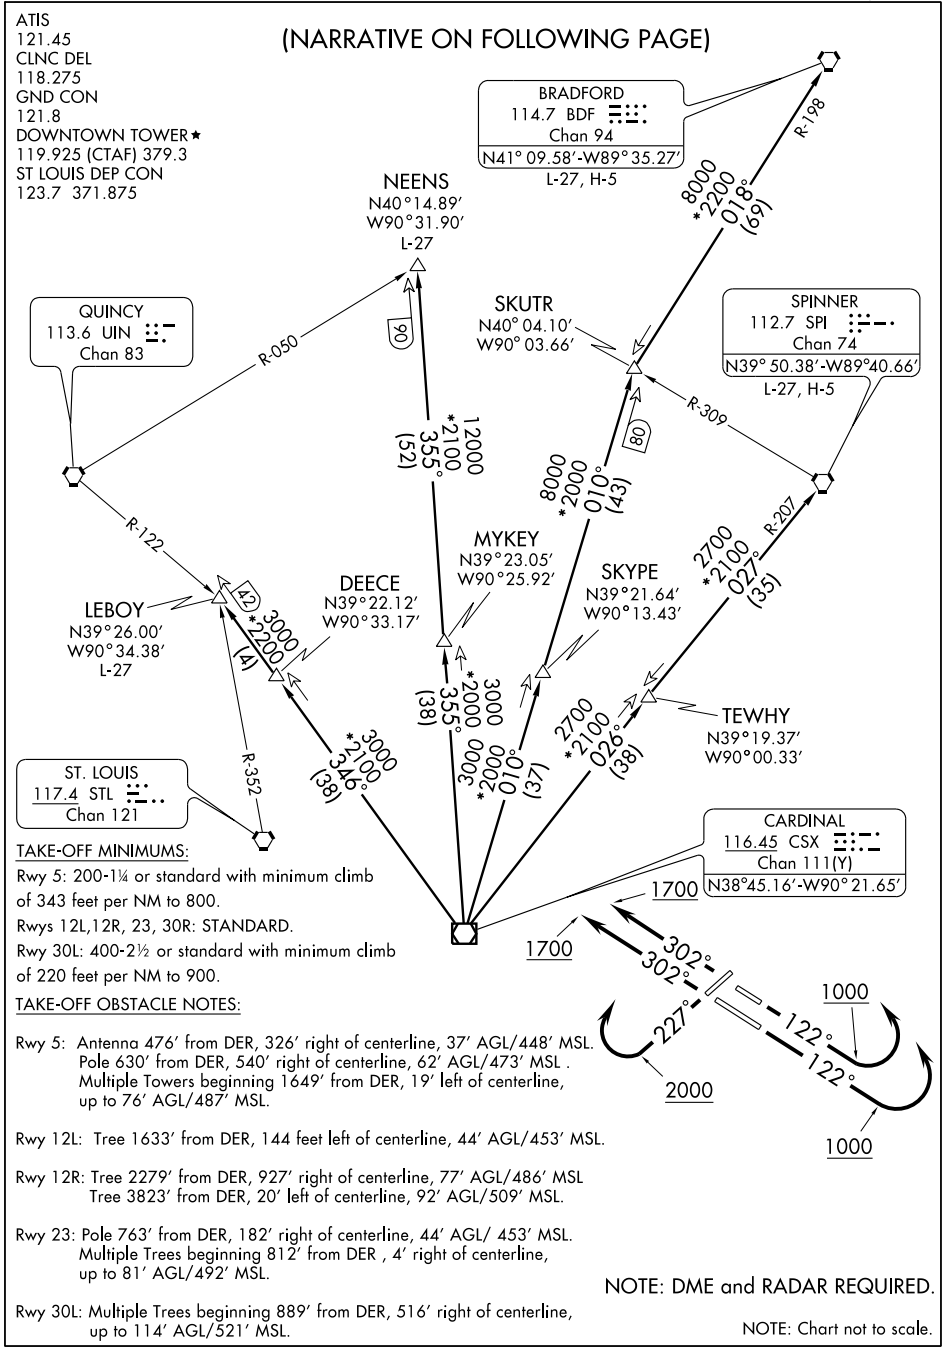 ATIS
121.45
CLNC DEL
118.275
GND CON
121.8
DOWNTOWN TOWER★
119.925 (CTAF) 379.3
ST LOUIS DEP CON
123.7 371.875
(NARRATIVE ON FOLLOWING PAGE)
BRADFORD
114.7 BDF
Chan 94
N41° 09.58′-W89° 35.27′
L-27, H-5
R-198
8000
*2200
018°
(69)
NEENS
N40°14.89′
W90°31.90′
L-27
QUINCY
113.6 UIN
Chan 83
R-050
90
SKUTR
N40° 04.10′
W90° 03.66′
SPINNER
112.7 SPI
Chan 74
N39° 50.38′-W89°40.66′
L-27, H-5
R-309
80
12000
*2100
355°
(52)
8000
*2000
010°
(43)
R-207
2700
*2100
027°
(35)
R-122
LEBOY
N39°26.00′
W90°34.38′
L-27
42
3000
*2200
(4)
DEECE
N39°22.12′
W90°33.17′
MYKEY
N39°23.05′
W90°25.92′
SKYPE
N39°21.64′
W90°13.43′
TEWHY
N39°19.37′
W90°00.33′
3000
*2100
346°
(38)
3000
*2000
355°
(38)
3000
*2000
010°
(37)
2700
*2100
026°
(38)
R-352
ST. LOUIS
117.4 STL
Chan 121
CARDINAL
116.45 CSX
Chan 111(Y)
N38°45.16′-W90°21.65′
TAKE-OFF MINIMUMS:
Rwy 5: 200-1¼ or standard with minimum climb
of 343 feet per NM to 800.
Rwys 12L,12R, 23, 30R: STANDARD.
Rwy 30L: 400-2½ or standard with minimum climb
of 220 feet per NM to 900.
1700
1700
302°
302°
227°
2000
122°
122°
1000
1000
TAKE-OFF OBSTACLE NOTES:
Rwy 5: Antenna 476′ from DER, 326′ right of centerline, 37′ AGL/448′ MSL.
Pole 630′ from DER, 540′ right of centerline, 62′ AGL/473′ MSL .
Multiple Towers beginning 1649′ from DER, 19′ left of centerline,
up to 76′ AGL/487′ MSL.
Rwy 12L: Tree 1633′ from DER, 144 feet left of centerline, 44′ AGL/453′ MSL.
Rwy 12R: Tree 2279′ from DER, 927′ right of centerline, 77′ AGL/486′ MSL
Tree 3823′ from DER, 20′ left of centerline, 92′ AGL/509′ MSL.
Rwy 23: Pole 763′ from DER, 182′ right of centerline, 44′ AGL/ 453′ MSL.
Multiple Trees beginning 812′ from DER , 4′ right of centerline,
up to 81′ AGL/492′ MSL.
Rwy 30L: Multiple Trees beginning 889′ from DER, 516′ right of centerline,
up to 114′ AGL/521′ MSL.
NOTE: DME and RADAR REQUIRED.
NOTE: Chart not to scale.